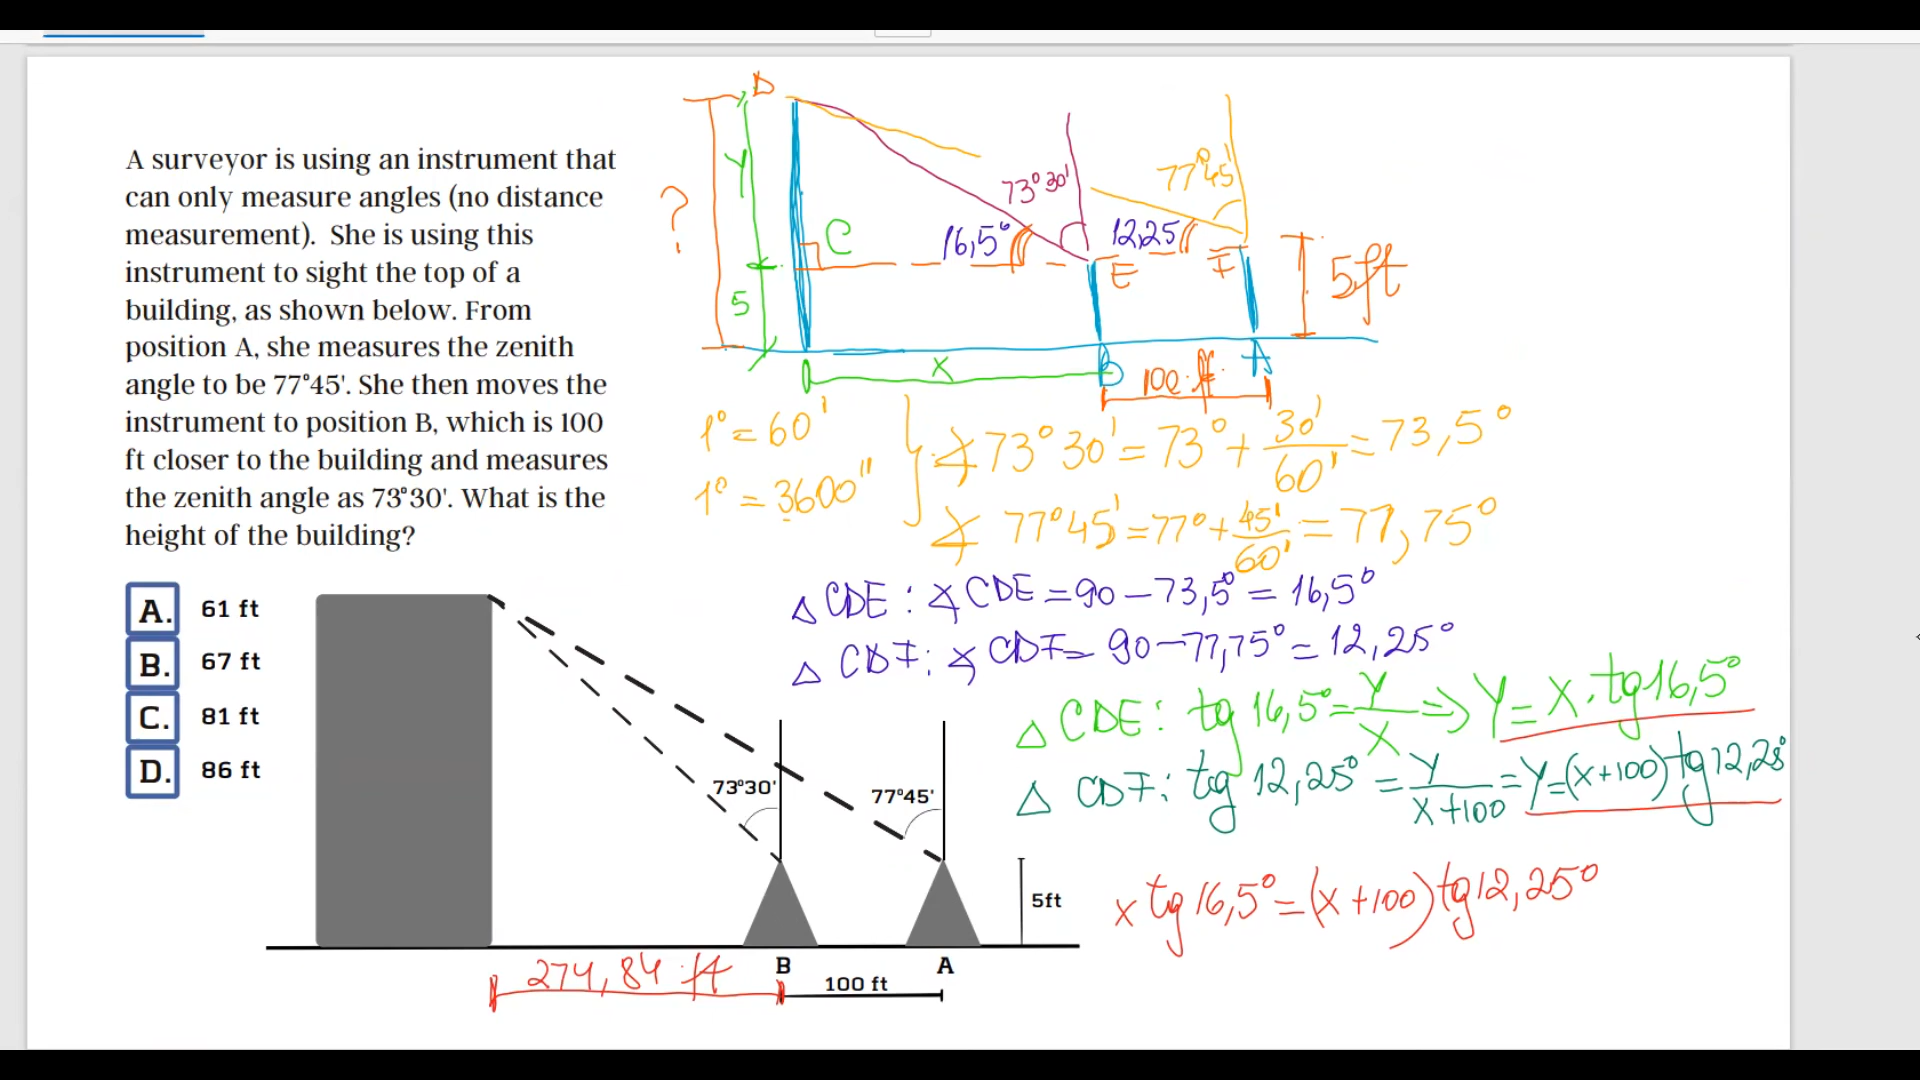 A surveyor is using an instrument that
can only measure angles (no distance
measurement).  She is using this
instrument to sight the top of a
building, as shown below. From
position A, she measures the zenith
angle to be 77°45'. She then moves the
instrument to position B, which is 100
ft closer to the building and measures
the zenith angle as 73°30'. What is the
height of the building?
A. 61 ft
B. 67 ft
C. 81 ft
D. 86 ft
73°30'
77°45'
5ft
B
A
100 ft
274,84 ft
D
Y
?
5
C
16,5°
73°30'
12,25
77°45'
E
F
5ft
X
B
A
100 ft
1° = 60'
1° = 3600"
∡ 73°30' = 73° + 30'/60' = 73,5°
∡ 77°45' = 77° + 45'/60' = 77,75°
△ CDE : ∡ CDE = 90 – 73,5° = 16,5°
△ CDF : ∡ CDF = 90 – 77,75° = 12,25°
△ CDE : tg 16,5° = Y/X => Y = X · tg 16,5°
△ CDF : tg 12,25° = Y/X+100 = Y = (X+100) tg 12,25°
x tg 16,5° = (x + 100) tg 12,25°